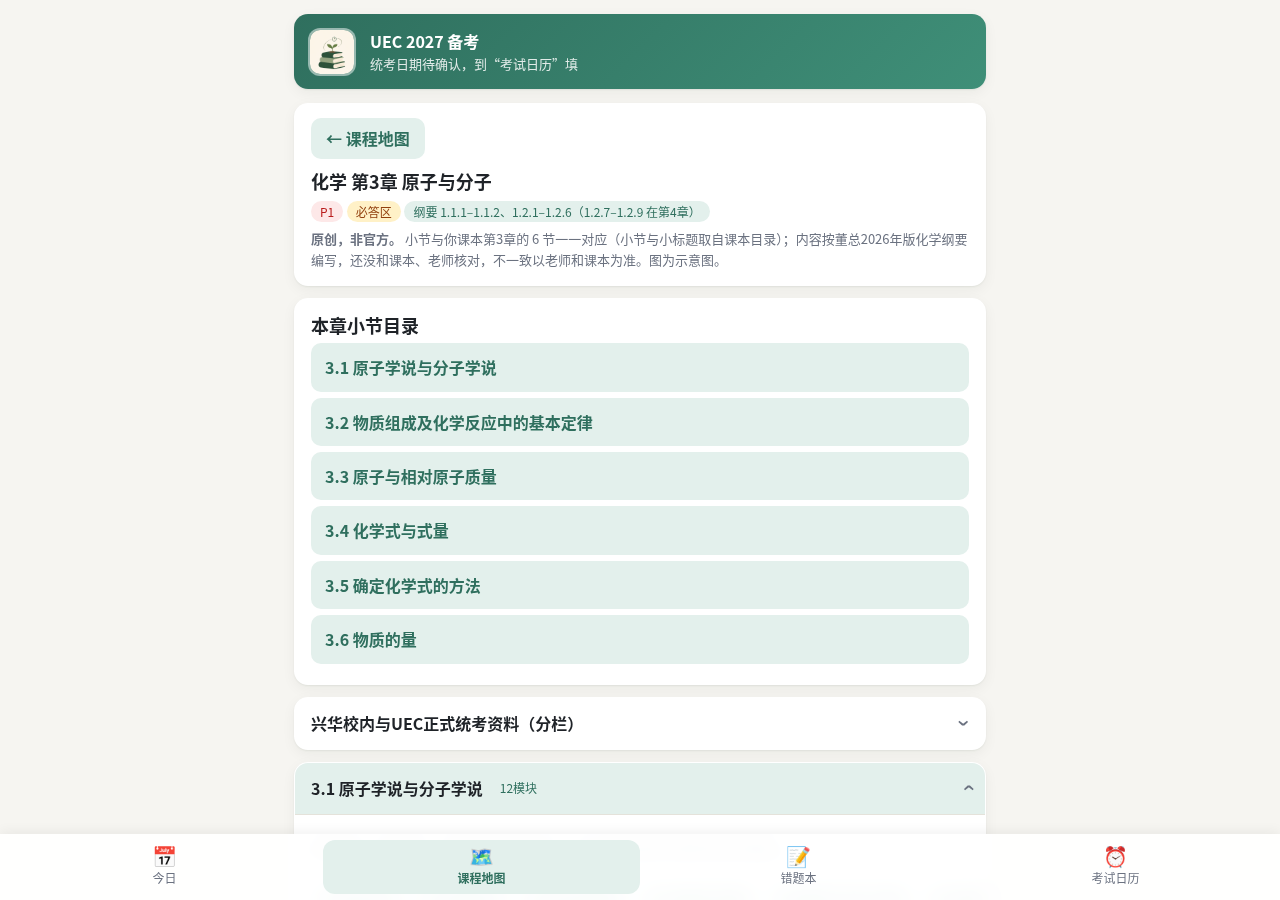 UEC 2027 备考
统考日期待确认，到“考试日历”填
← 课程地图
化学 第3章 原子与分子
P1 必答区 纲要 1.1.1–1.1.2、1.2.1–1.2.6（1.2.7–1.2.9 在第4章）
原创，非官方。 小节与你课本第3章的 6 节一一对应（小节与小标题取自课本目录）；内容按董总2026年版化学纲要
编写，还没和课本、老师核对，不一致以老师和课本为准。图为示意图。
本章小节目录
3.1 原子学说与分子学说
3.2 物质组成及化学反应中的基本定律
3.3 原子与相对原子质量
3.4 化学式与式量
3.5 确定化学式的方法
3.6 物质的量
兴华校内与UEC正式统考资料（分栏）
3.1 原子学说与分子学说 12模块
今日
课程地图
错题本
考试日历